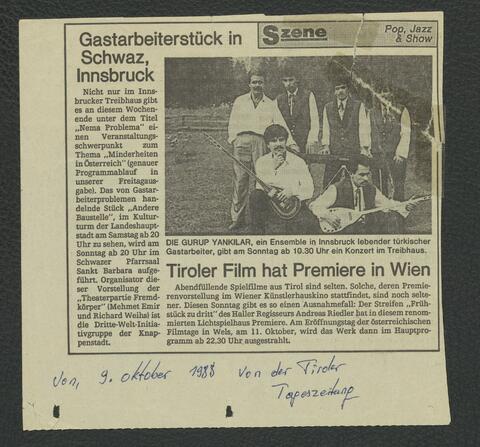 Szene
Pop, Jazz
& Show
Gastarbeiterstück in
Schwaz,
Innsbruck
Nicht nur im Inns-
brucker Treibhaus gibt
es an diesem Wochen-
ende unter dem Titel
„Nema Problema“ ei-
nen Veranstaltungs-
schwerpunkt zum
Thema „Minderheiten
in Österreich“ (genauer
Programmablauf in
unserer Freitagausga-
be). Das von Gastar-
beiterproblemen han-
delnde Stück „Andere
Baustelle“, im Kultur-
turm der Landeshaupt-
stadt am Samstag ab 20
Uhr zu sehen, wird am
Sonntag ab 20 Uhr im
Schwazer Pfarrsaal
Sankt Barbara aufge-
führt. Organisator die-
ser Vorstellung der
„Theaterpartie Fremd-
körper“ (Mehmet Emir
und Richard Weihs) ist
die Dritte-Welt-Initia-
tivgruppe der Knap-
penstadt.
DIE GURUP YANKILAR, ein Ensemble in Innsbruck lebender türkischer
Gastarbeiter, gibt am Sonntag ab 10.30 Uhr ein Konzert im Treibhaus.
Tiroler Film hat Premiere in Wien
Abendfüllende Spielfilme aus Tirol sind selten. Solche, deren Premie-
renvorstellung im Wiener Künstlerhauskino stattfindet, sind noch selte-
ner. Diesen Sonntag gibt es so einen Ausnahmefall: Der Streifen „Früh-
stück zu dritt“ des Haller Regisseurs Andreas Riedler hat in diesem renom-
mierten Lichtspielhaus Premiere. Am Eröffnungstag der österreichischen
Filmtage in Wels, am 11. Oktober, wird das Werk dann im Hauptpro-
gramm ab 22.30 Uhr ausgestrahlt.
Von, 9. oktober 1988 Von der Tiroler
Tageszeitung